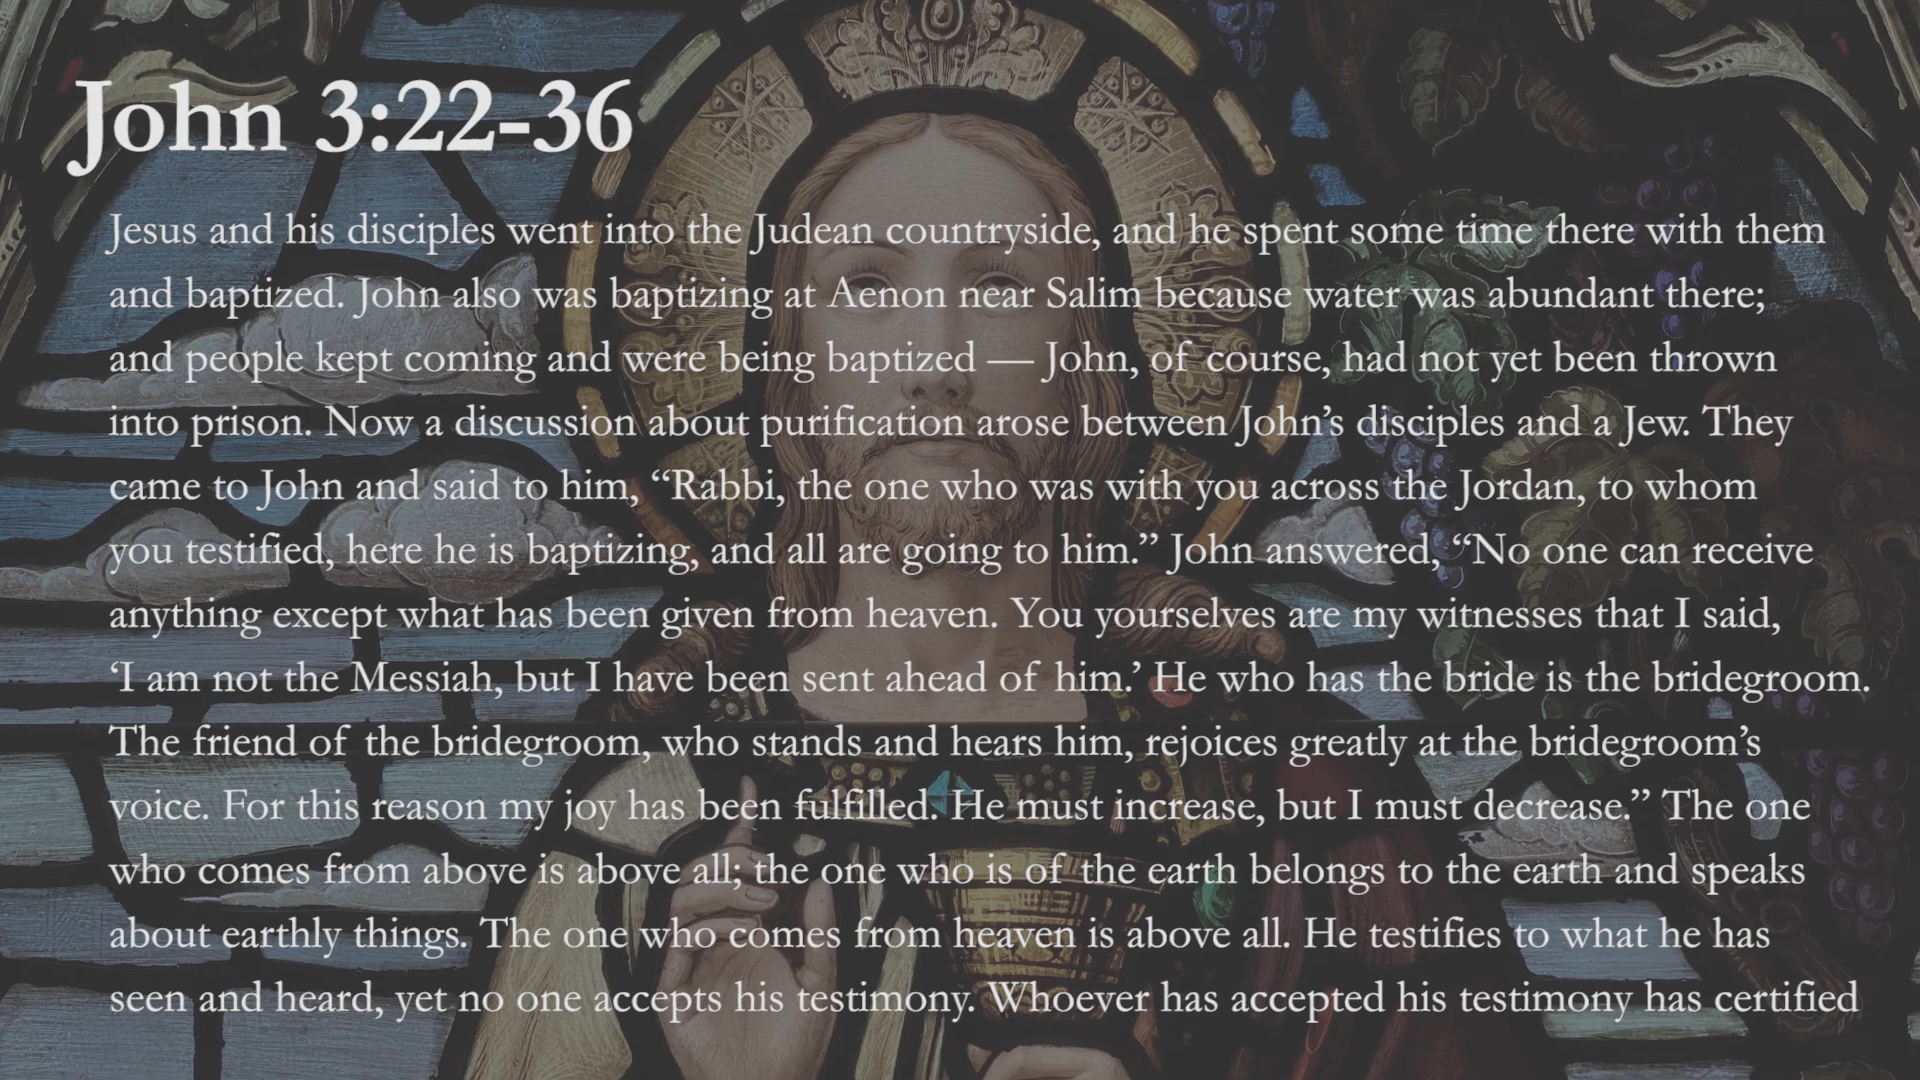 John 3:22-36
Jesus and his disciples went into the Judean countryside, and he spent some time there with them
and baptized. John also was baptizing at Aenon near Salim because water was abundant there;
and people kept coming and were being baptized — John, of course, had not yet been thrown
into prison. Now a discussion about purification arose between John’s disciples and a Jew. They
came to John and said to him, “Rabbi, the one who was with you across the Jordan, to whom
you testified, here he is baptizing, and all are going to him.” John answered, “No one can receive
anything except what has been given from heaven. You yourselves are my witnesses that I said,
‘I am not the Messiah, but I have been sent ahead of him.’ He who has the bride is the bridegroom.
The friend of the bridegroom, who stands and hears him, rejoices greatly at the bridegroom’s
voice. For this reason my joy has been fulfilled. He must increase, but I must decrease.” The one
who comes from above is above all; the one who is of the earth belongs to the earth and speaks
about earthly things. The one who comes from heaven is above all. He testifies to what he has
seen and heard, yet no one accepts his testimony. Whoever has accepted his testimony has certified